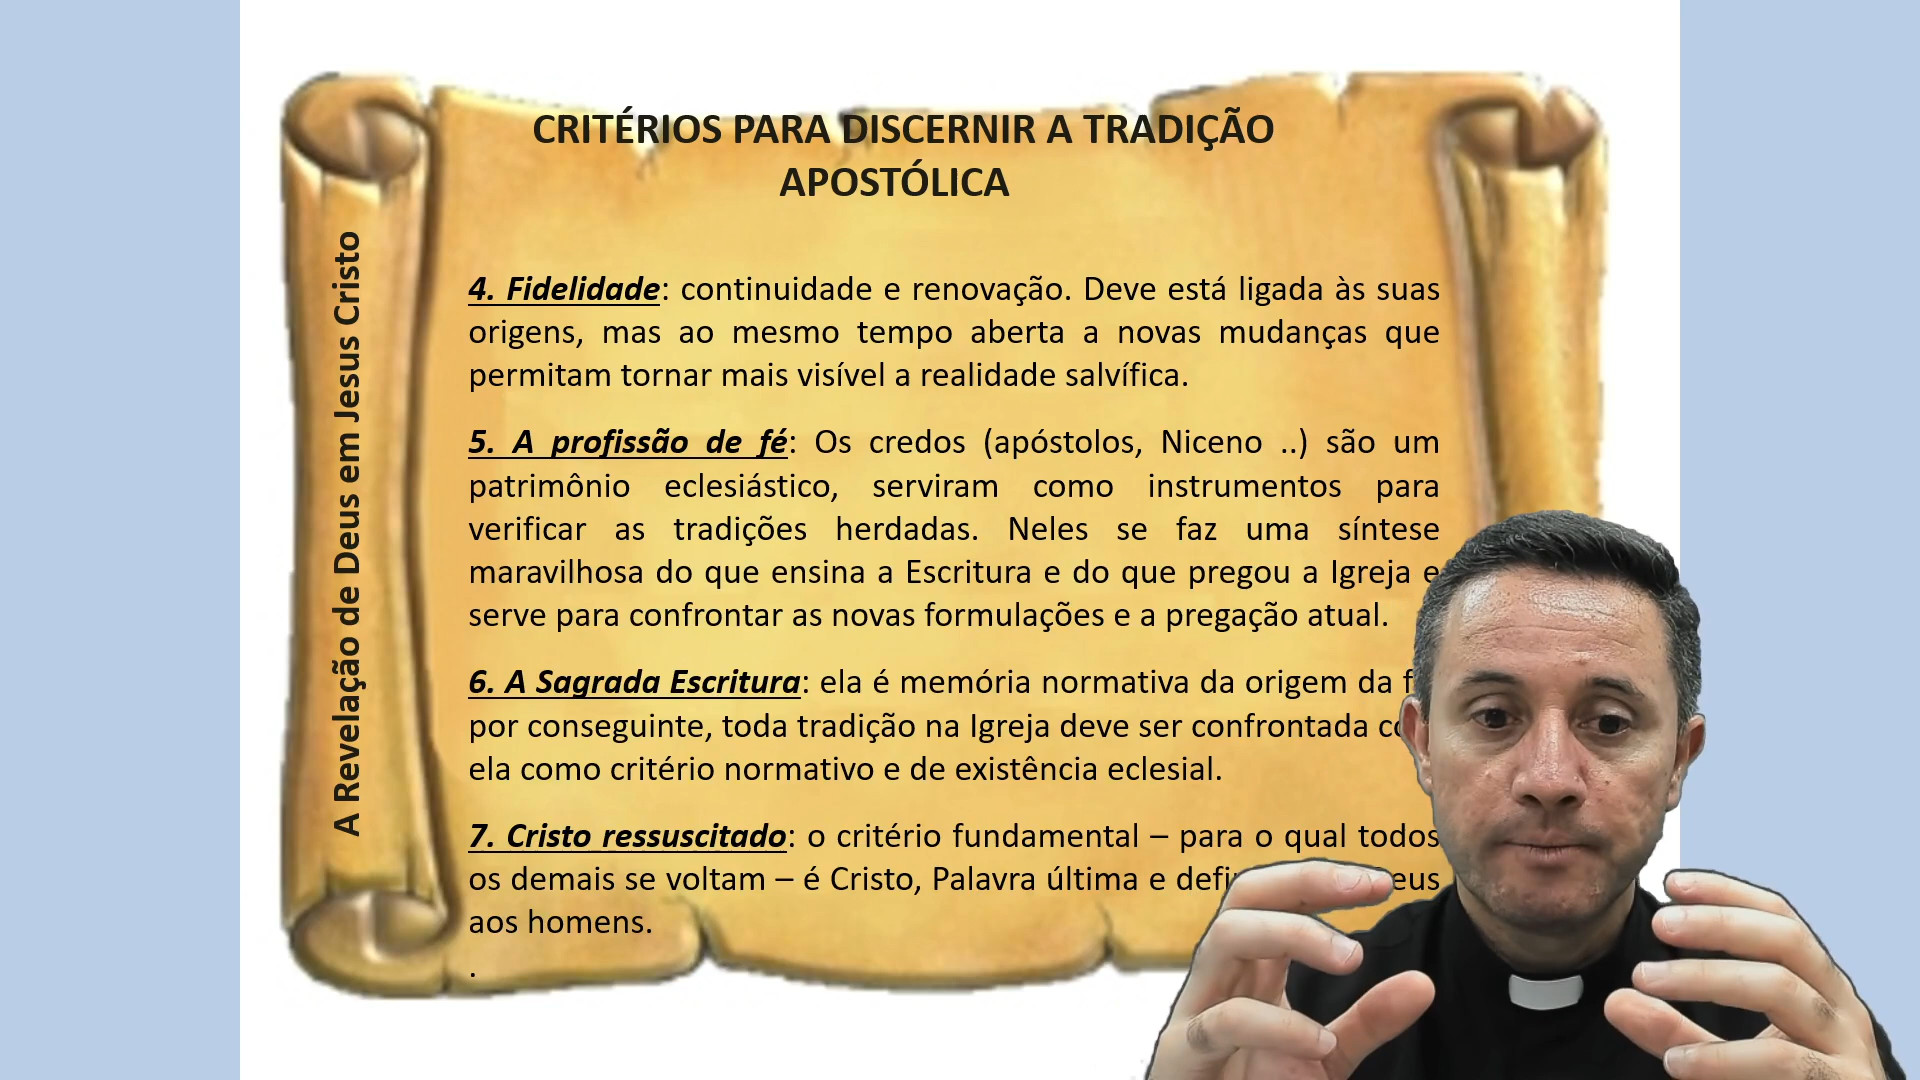 CRITÉRIOS PARA DISCERNIR A TRADIÇÃO
APOSTÓLICA
A Revelação de Deus em Jesus Cristo
4. Fidelidade: continuidade e renovação. Deve está ligada às suas
origens, mas ao mesmo tempo aberta a novas mudanças que
permitam tornar mais visível a realidade salvífica.
5. A profissão de fé: Os credos (apóstolos, Niceno ..) são um
patrimônio eclesiástico, serviram como instrumentos para
verificar as tradições herdadas. Neles se faz uma síntese
maravilhosa do que ensina a Escritura e do que pregou a Igreja e
serve para confrontar as novas formulações e a pregação atual.
6. A Sagrada Escritura: ela é memória normativa da origem da
por conseguinte, toda tradição na Igreja deve ser confrontada
ela como critério normativo e de existência eclesial.
7. Cristo ressuscitado: o critério fundamental – para o qual todos
os demais se voltam – é Cristo, Palavra última e
aos homens.
.